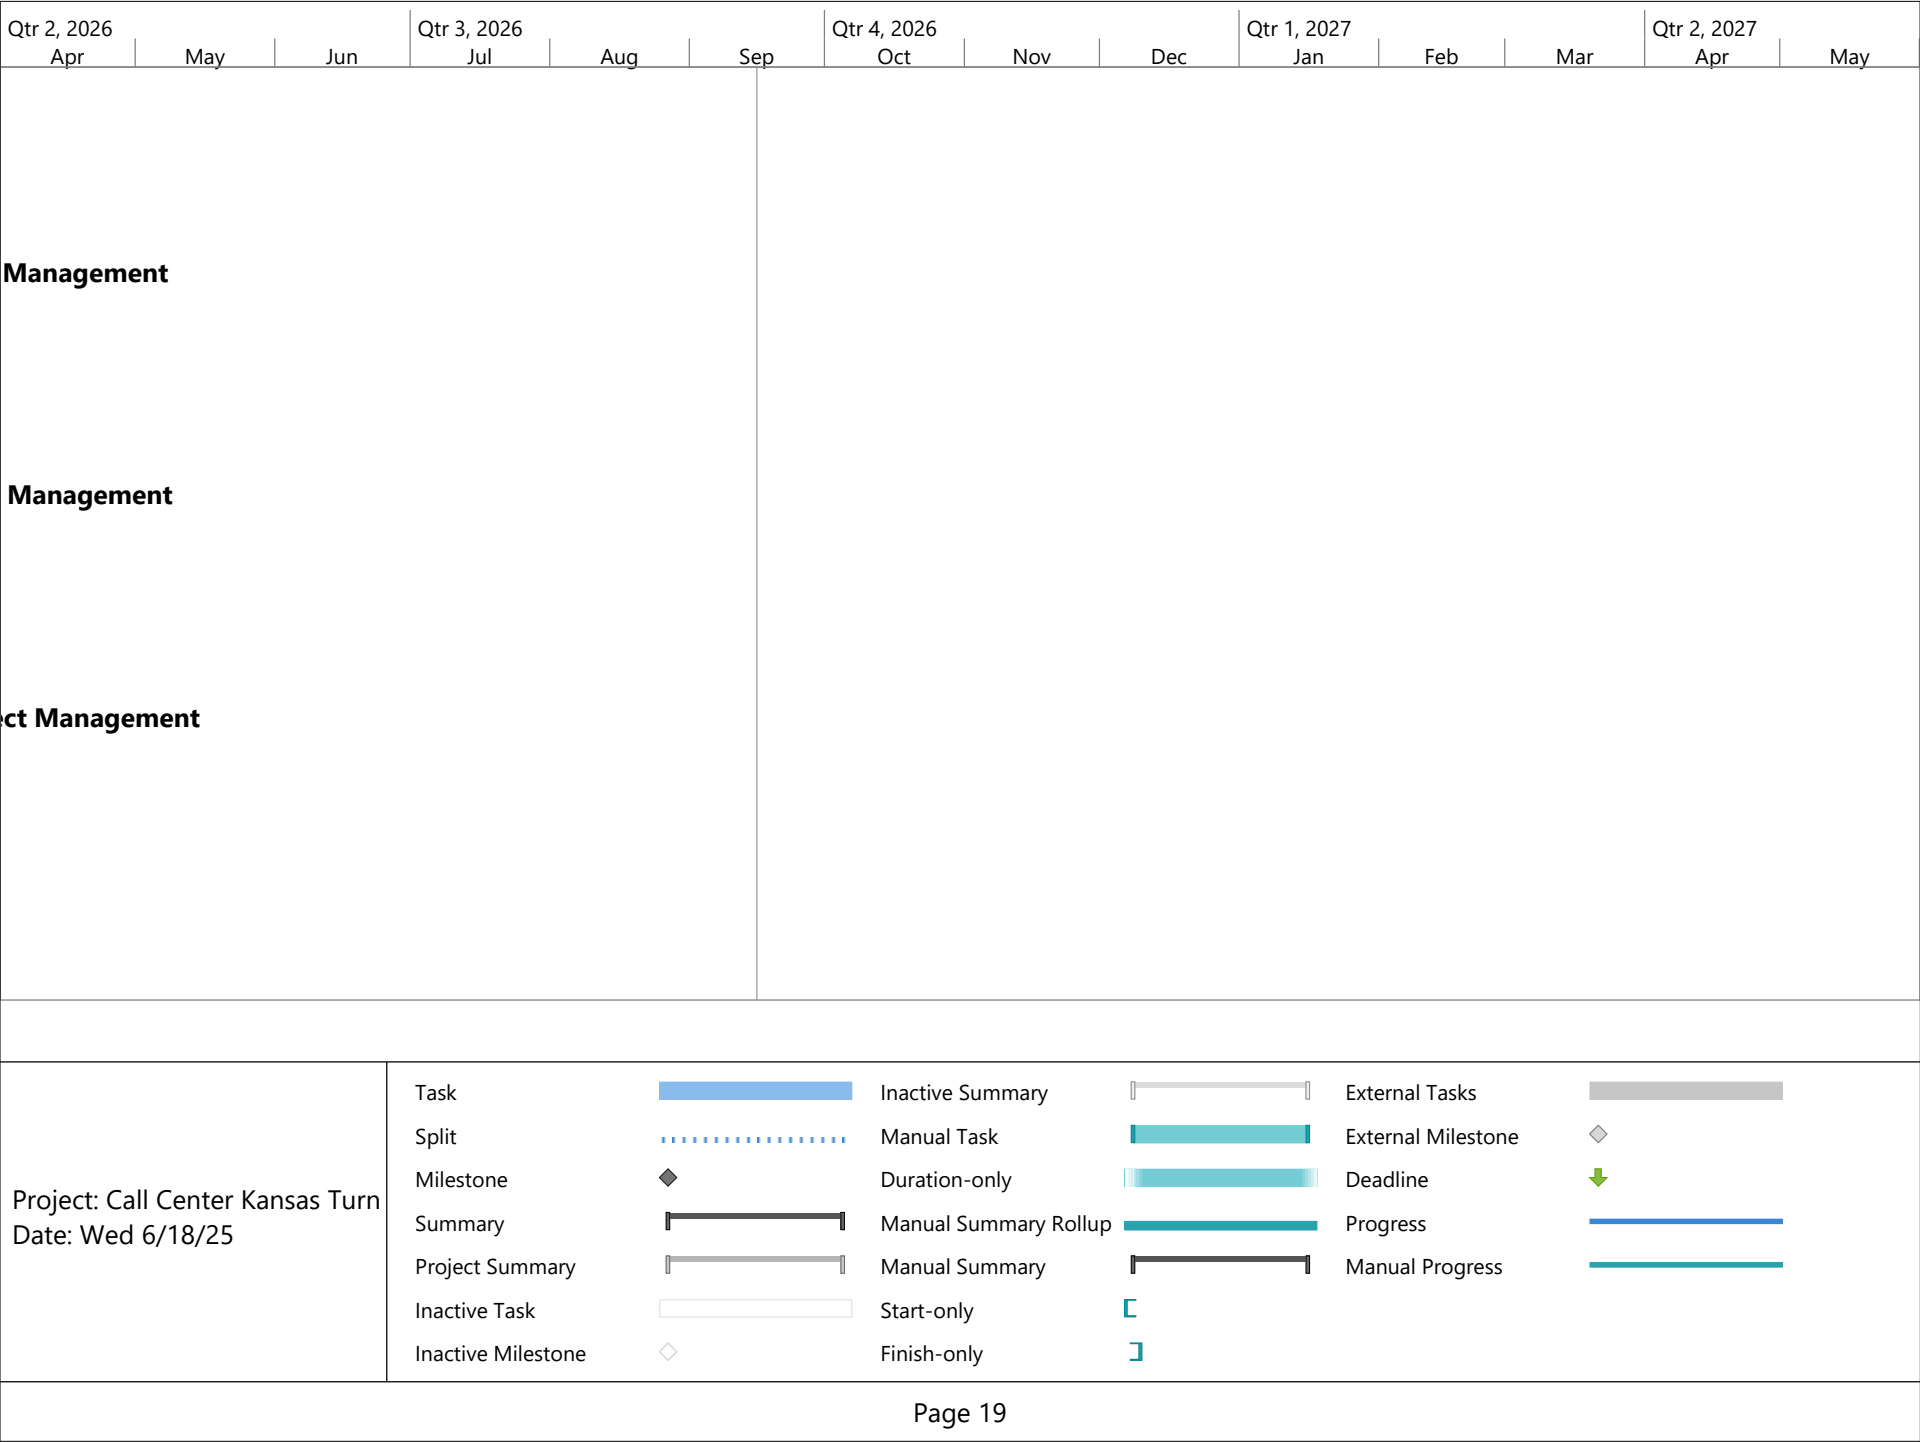 Qtr 2, 2026 Qtr 3, 2026 Qtr 4, 2026 Qtr 1, 2027 Qtr 2, 2027
Apr May Jun Jul Aug Sep Oct Nov Dec Jan Feb Mar Apr May
Management
Management
ect Management
Project: Call Center Kansas Turn
Date: Wed 6/18/25
Task
Split
Milestone
Summary
Project Summary
Inactive Task
Inactive Milestone
Inactive Summary
Manual Task
Duration-only
Manual Summary Rollup
Manual Summary
Start-only
Finish-only
External Tasks
External Milestone
Deadline
Progress
Manual Progress
Page 19